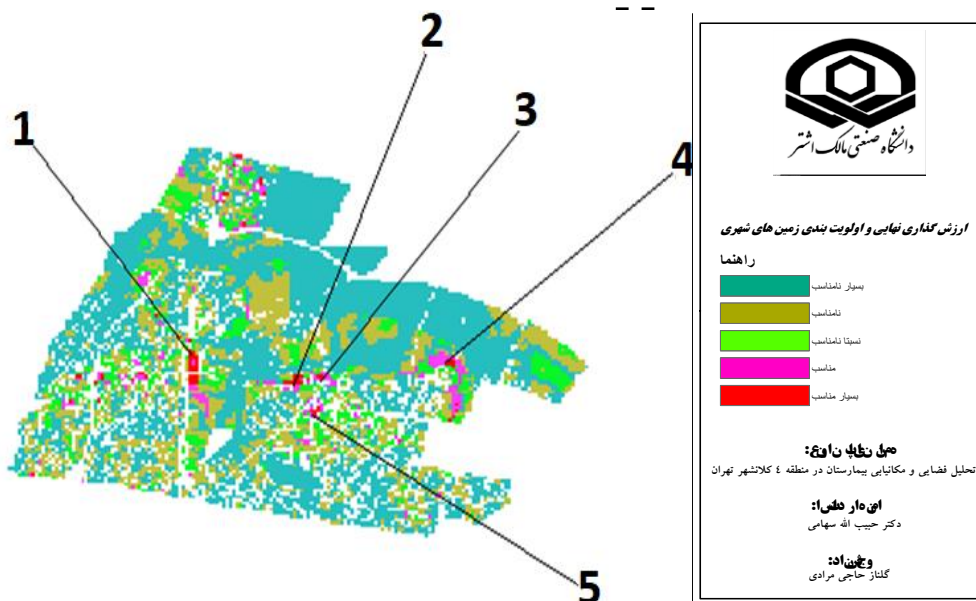 1
2
3
4
5
دانشگاه صنعتی مالک اشتر
ارزش گذاری نهایی و اولویت بندی زمین های شهری
راهنما
بسیار نامناسب
نامناسب
نسبتا نامناسب
مناسب
بسیار مناسب
تحلیل فضایی و مکانیابی بیمارستان در منطقه ٤ کلانشهر تهران
دکتر حبیب الله سهامی
گلناز حاجی مرادی